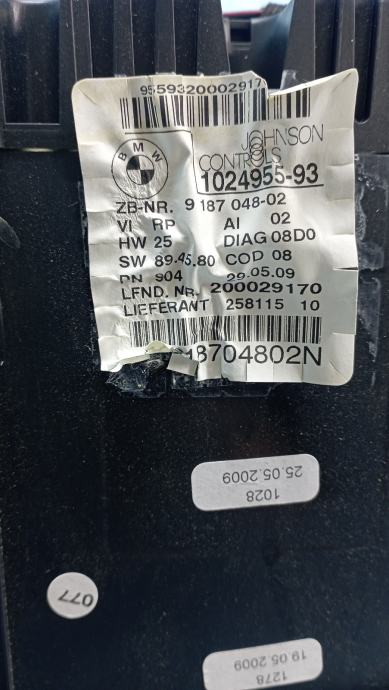 9559320002917
BMW
JOHNSON
CONTROLS
1024955-93
ZB-NR. 9 187 048-02
VI RP AI 02
HW 25 DIAG 08D0
SW 89.45.80 COD 08
PN 904 29.05.09
LFND. NR. 200029170
LIEFERANT 258115 10
18704802N
1028
25.05.2009
077
1278
19.05.2009